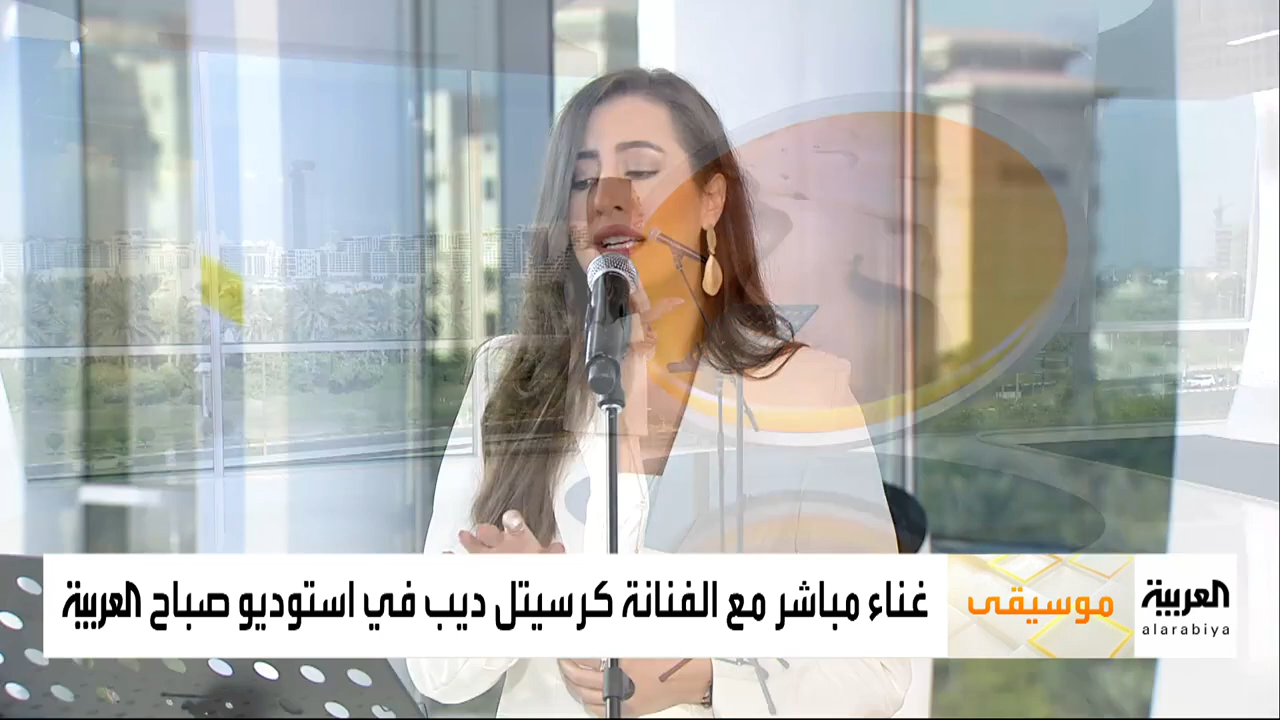 غناء مباشر مع الفنانة كرسيتل ديب في استوديو صباح العربية
موسيقى
العربية
alarabiya